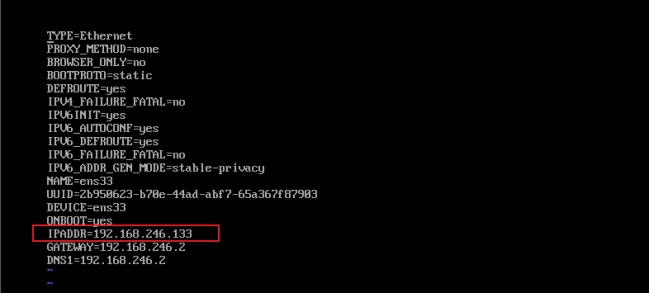 TYPE=Ethernet
PROXY_METHOD=none
BROWSER_ONLY=no
BOOTPROTO=static
DEFROUTE=yes
IPV4_FAILURE_FATAL=no
IPV6INIT=yes
IPV6_AUTOCONF=yes
IPV6_DEFROUTE=yes
IPV6_FAILURE_FATAL=no
IPV6_ADDR_GEN_MODE=stable-privacy
NAME=ens33
UUID=2b950623-b70e-44ad-abf7-65a367f87903
DEVICE=ens33
ONBOOT=yes
IPADDR=192.168.246.133
GATEWAY=192.168.246.2
DNS1=192.168.246.2
~
~